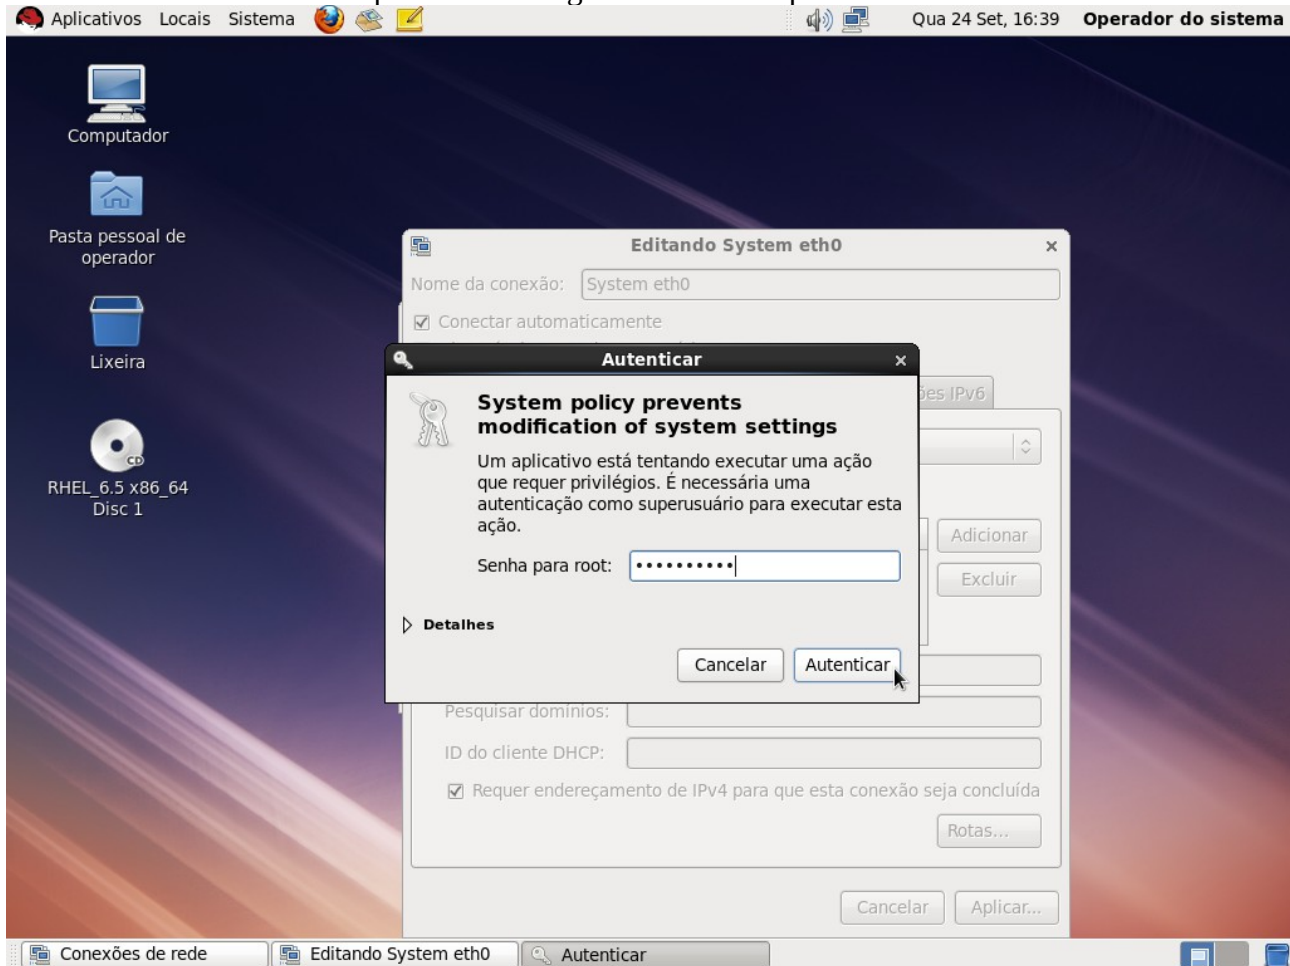 Aplicativos Locais Sistema Qua 24 Set, 16:39 Operador do sistema
Computador
Pasta pessoal de
operador
Lixeira
RHEL_6.5 x86_64
Disc 1
Editando System eth0
Nome da conexão: System eth0
Conectar automaticamente
Autenticar
ões IPv6
System policy prevents
modification of system settings
Um aplicativo está tentando executar uma ação
que requer privilégios. É necessária uma
autenticação como superusuário para executar esta
ação.
Senha para root: ••••••••••
Adicionar
Excluir
Detalhes
Cancelar Autenticar
Pesquisar domínios:
ID do cliente DHCP:
Requer endereçamento de IPv4 para que esta conexão seja concluída
Rotas...
Cancelar Aplicar...
Conexões de rede Editando System eth0 Autenticar